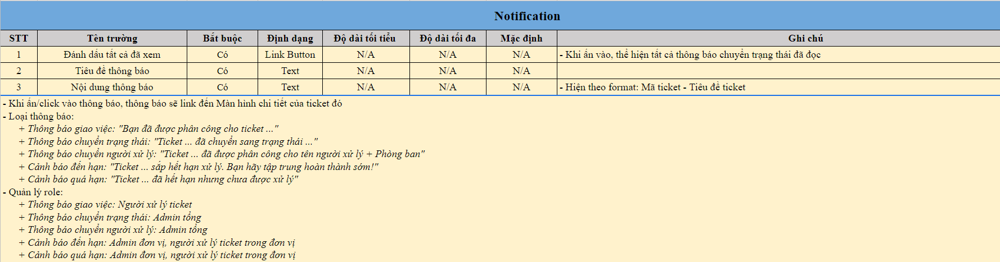 Notification
STT Tên trường Bắt buộc Định dạng Độ dài tối tiểu Độ dài tối đa Mặc định Ghi chú
1 Đánh dấu tất cả đã xem Có Link Button N/A N/A N/A - Khi ấn vào, thể hiện tất cả thông báo chuyển trạng thái đã đọc
2 Tiêu đề thông báo Có Text N/A N/A N/A
3 Nội dung thông báo Có Text N/A N/A N/A - Hiện theo format: Mã ticket - Tiêu đề ticket
- Khi ấn/click vào thông báo, thông báo sẽ link đến Màn hình chi tiết của ticket đó
- Loại thông báo:
+ Thông báo giao việc: "Bạn đã được phân công cho ticket ..."
+ Thông báo chuyển trạng thái: "Ticket ... đã chuyển sang trạng thái ..."
+ Thông báo chuyển người xử lý: "Ticket ... đã được phân công cho tên người xử lý + Phòng ban"
+ Cảnh báo đến hạn: "Ticket ... sắp hết hạn xử lý. Bạn hãy tập trung hoàn thành sớm!"
+ Cảnh báo quá hạn: "Ticket ... đã hết hạn nhưng chưa được xử lý"
- Quản lý role:
+ Thông báo giao việc: Người xử lý ticket
+ Thông báo chuyển trạng thái: Admin tổng
+ Thông báo chuyển người xử lý: Admin tổng
+ Cảnh báo đến hạn: Admin đơn vị, người xử lý ticket trong đơn vị
+ Cảnh báo quá hạn: Admin đơn vị, người xử lý ticket trong đơn vị